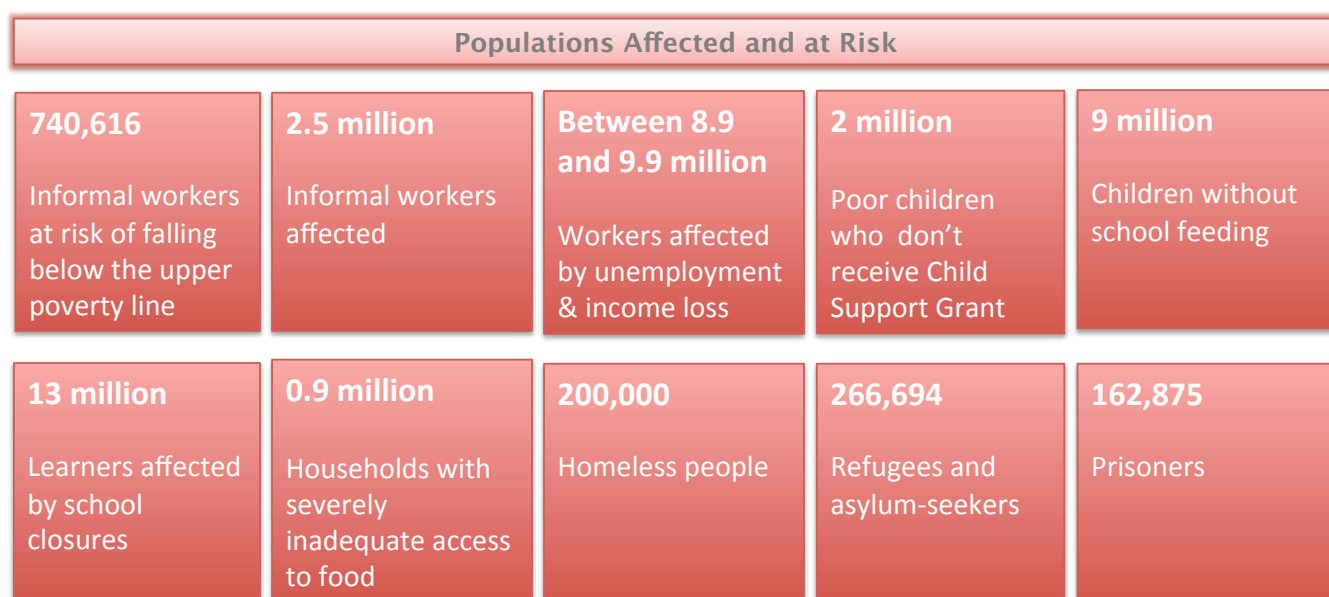 Populations Affected and at Risk
740,616
Informal workers
at risk of falling
below the upper
poverty line
2.5 million
Informal workers
affected
Between 8.9
and 9.9 million
Workers affected
by unemployment
& income loss
2 million
Poor children
who  don’t
receive Child
Support Grant
9 million
Children without
school feeding
13 million
Learners affected
by school
closures
0.9 million
Households with
severely
inadequate access
to food
200,000
Homeless people
266,694
Refugees and
asylum-seekers
162,875
Prisoners